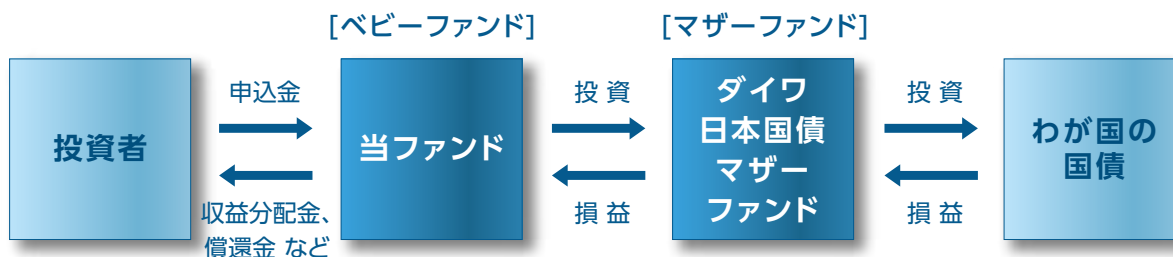 [ベビーファンド]
[マザーファンド]
投資者
申込金
収益分配金、
償還金 など
当ファンド
投 資
損 益
ダイワ
日本国債
マザー
ファンド
投 資
損 益
わが国の
国債